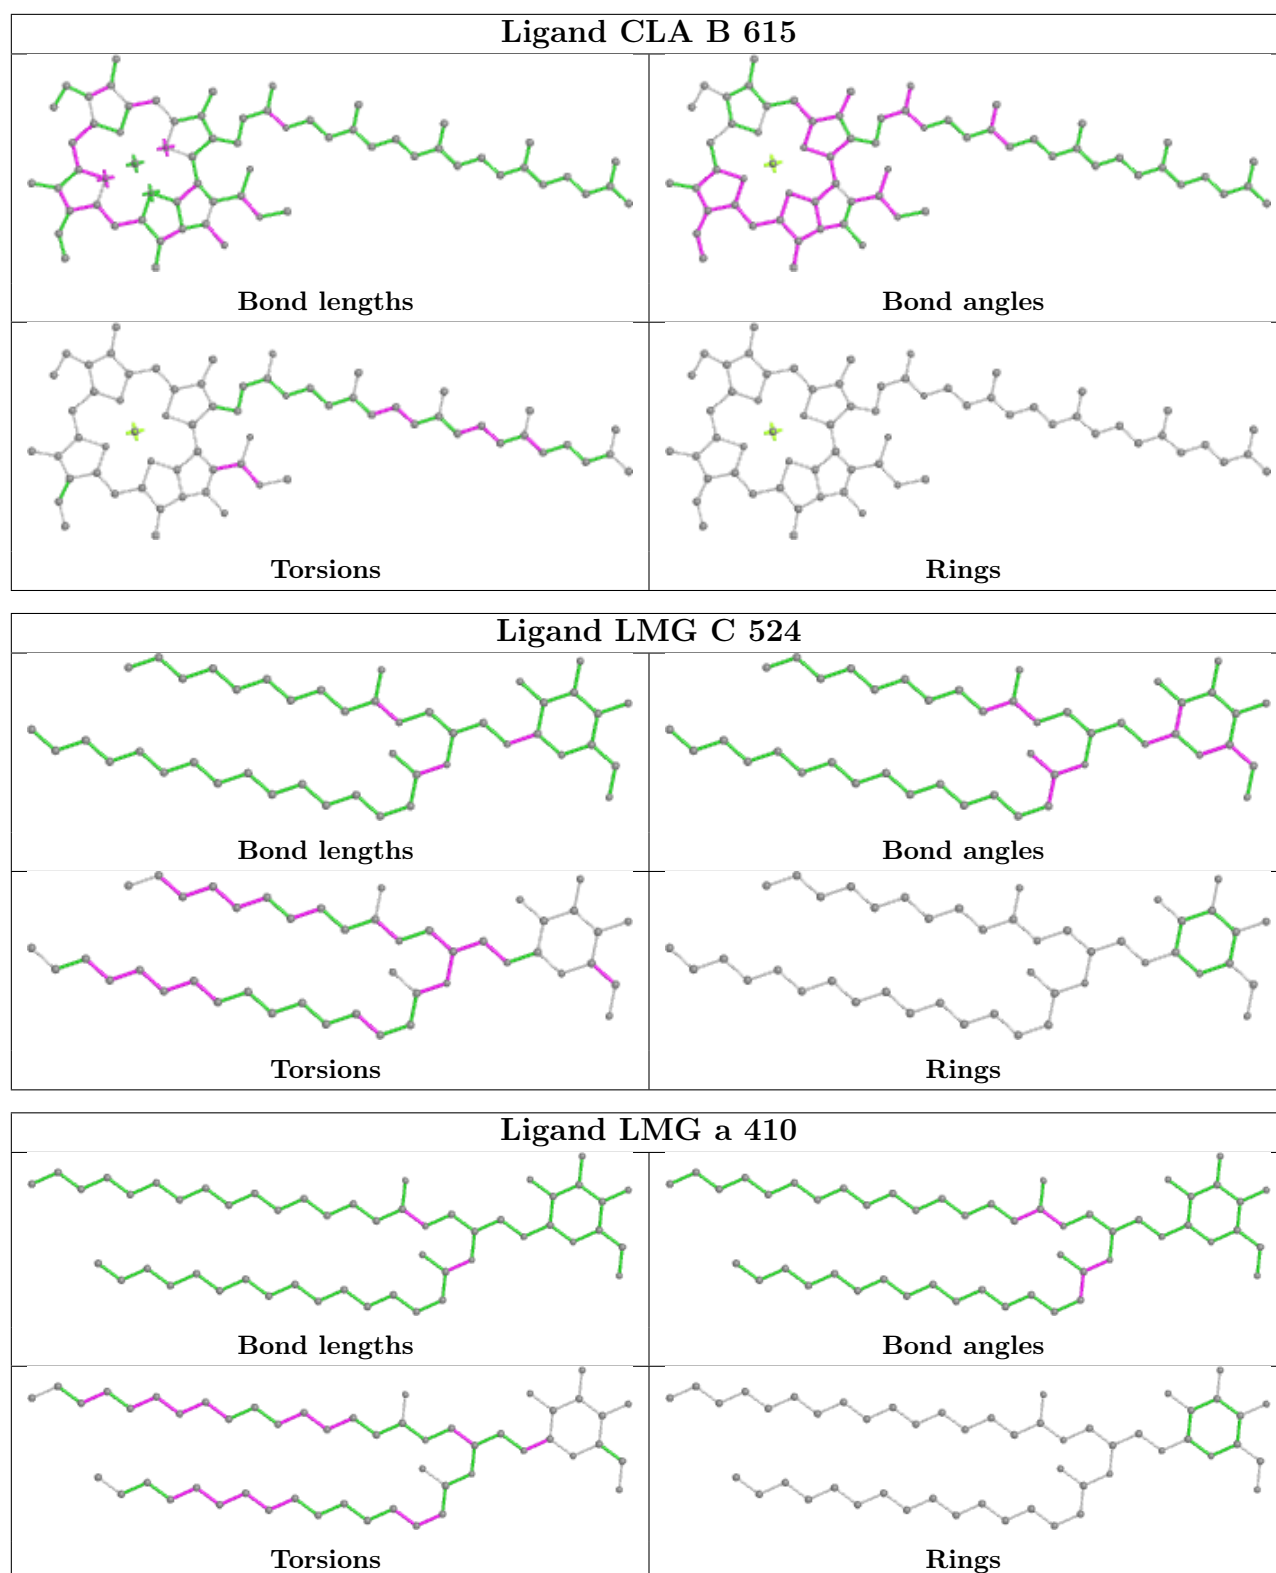 Ligand CLA B 615
Bond lengths
Bond angles
Torsions
Rings
Ligand LMG C 524
Bond lengths
Bond angles
Torsions
Rings
Ligand LMG a 410
Bond lengths
Bond angles
Torsions
Rings